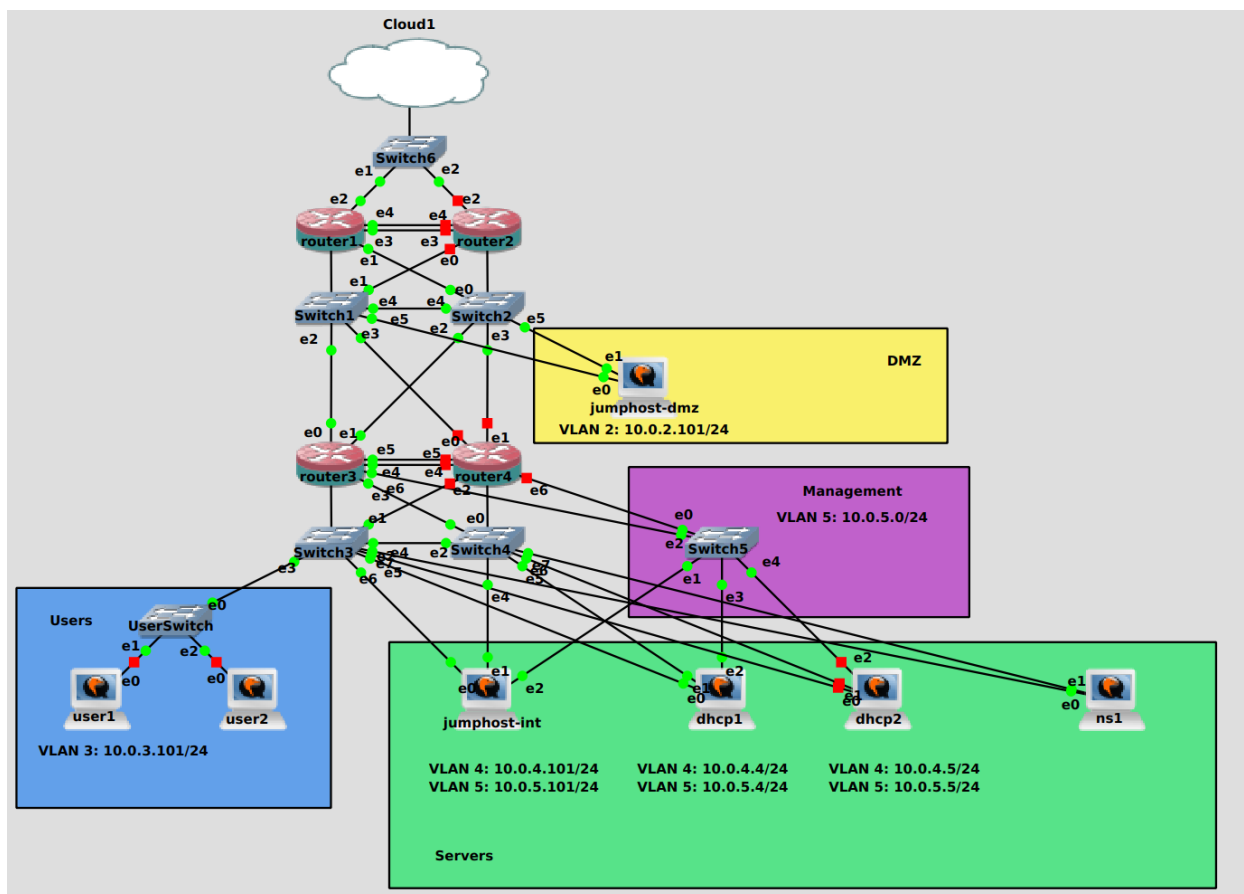 Cloud1
Switch6
e1
e2
e2
e2
e4
e4
router1
router2
e3
e3
e1
e0
e1
e0
e4
e4
Switch1
Switch2
e5
e5
e2
e3
e2
e3
DMZ
e1
e0
jumphost-dmz
VLAN 2: 10.0.2.101/24
e0
e1
e0
e1
e5
e5
e4
e4
router3
router4
e6
e3
e2
e6
Management
VLAN 5: 10.0.5.0/24
e1
e0
e0
e2
Switch3
Switch4
Switch5
e4
e2
e7
e5
e7
e6
e5
e3
e6
e4
e1
e3
e4
Users
e0
UserSwitch
e1
e2
e0
e0
user1
user2
VLAN 3: 10.0.3.101/24
e1
e0
e2
jumphost-int
e2
e1
e0
dhcp1
e2
e1
e0
dhcp2
e1
e0
ns1
VLAN 4: 10.0.4.101/24
VLAN 4: 10.0.4.4/24
VLAN 4: 10.0.4.5/24
VLAN 5: 10.0.5.101/24
VLAN 5: 10.0.5.4/24
VLAN 5: 10.0.5.5/24
Servers